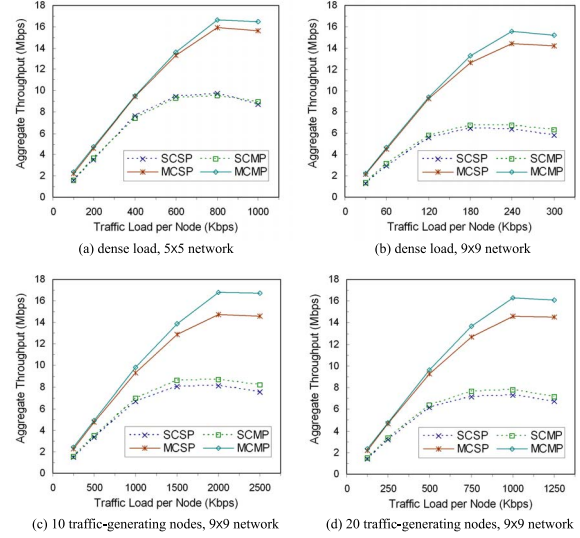 18
16
14
12
10
8
6
4
2
0
Aggregate Throughput (Mbps)
SCSP SCMP
MCSP MCMP
0 200 400 600 800 1000
Traffic Load per Node (Kbps)
(a) dense load, 5x5 network
18
16
14
12
10
8
6
4
2
0
Aggregate Throughput (Mbps)
SCSP SCMP
MCSP MCMP
0 60 120 180 240 300
Traffic Load per Node (Kbps)
(b) dense load, 9x9 network
18
16
14
12
10
8
6
4
2
0
Aggregate Throughput (Mbps)
SCSP SCMP
MCSP MCMP
0 500 1000 1500 2000 2500
Traffic Load per Node (Kbps)
(c) 10 traffic-generating nodes, 9x9 network
18
16
14
12
10
8
6
4
2
0
Aggregate Throughput (Mbps)
SCSP SCMP
MCSP MCMP
0 250 500 750 1000 1250
Traffic Load per Node (Kbps)
(d) 20 traffic-generating nodes, 9x9 network